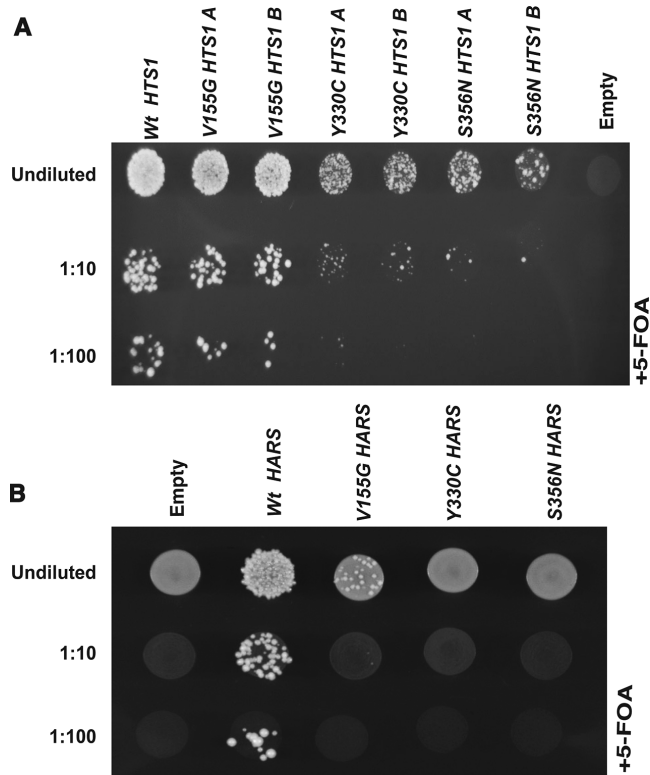 A
Wt HTS1
V155G HTS1 A
V155G HTS1 B
Y330C HTS1 A
Y330C HTS1 B
S356N HTS1 A
S356N HTS1 B
Empty
Undiluted
1:10
1:100
+5-FOA
B
Empty
Wt HARS
V155G HARS
Y330C HARS
S356N HARS
Undiluted
1:10
1:100
+5-FOA